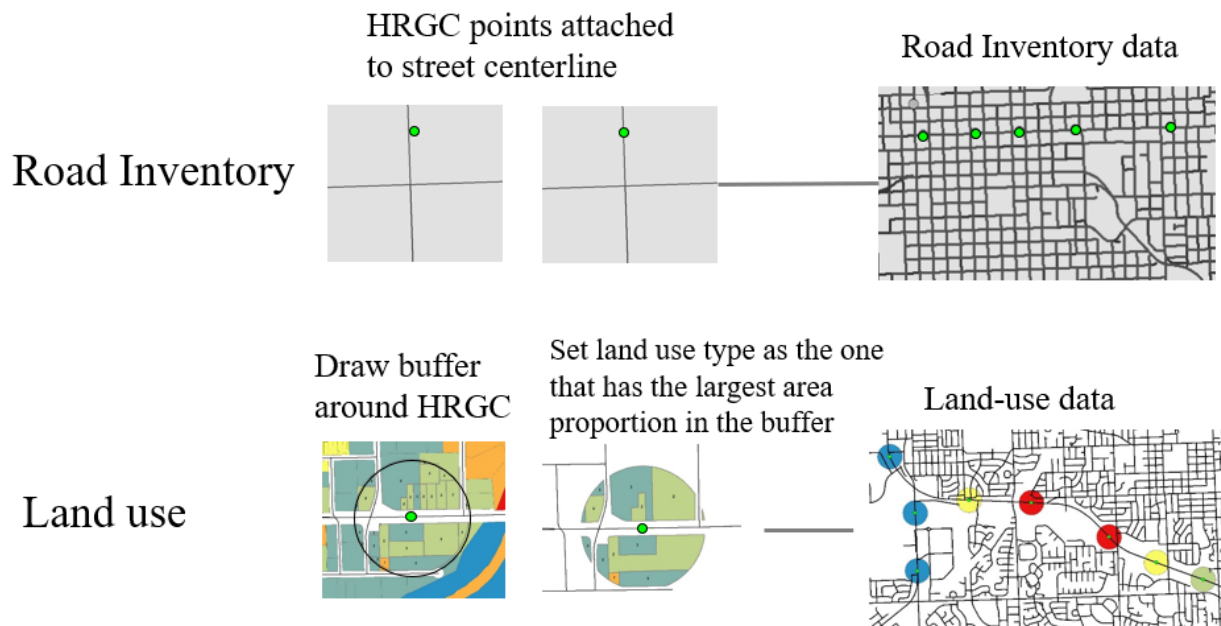 HRGC points attached
to street centerline
Road Inventory data
Road Inventory
Draw buffer
around HRGC
Set land use type as the one
that has the largest area
proportion in the buffer
Land-use data
Land use